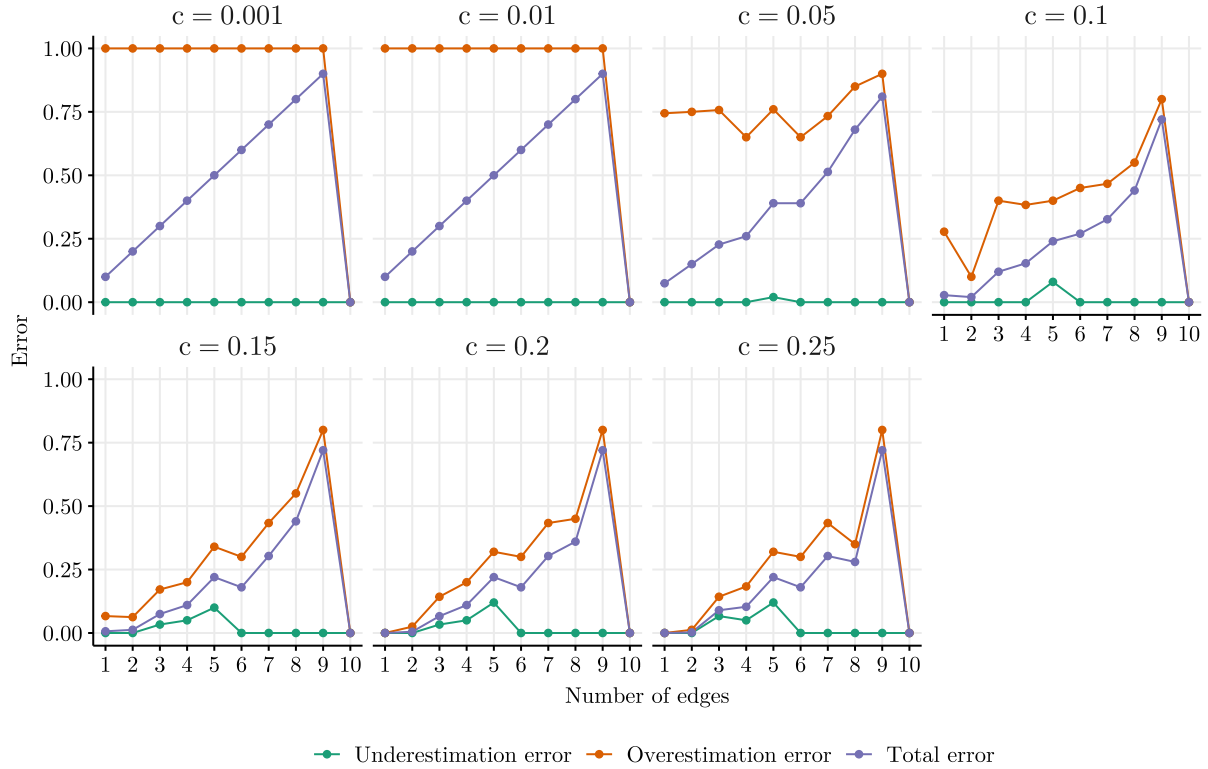 c = 0.001
c = 0.01
c = 0.05
c = 0.1
1.00
0.75
0.50
0.25
0.00
1 2 3 4 5 6 7 8 9 10
Error
c = 0.15
c = 0.2
c = 0.25
1.00
0.75
0.50
0.25
0.00
1 2 3 4 5 6 7 8 9 10
1 2 3 4 5 6 7 8 9 10
1 2 3 4 5 6 7 8 9 10
Number of edges
Underestimation error Overestimation error Total error